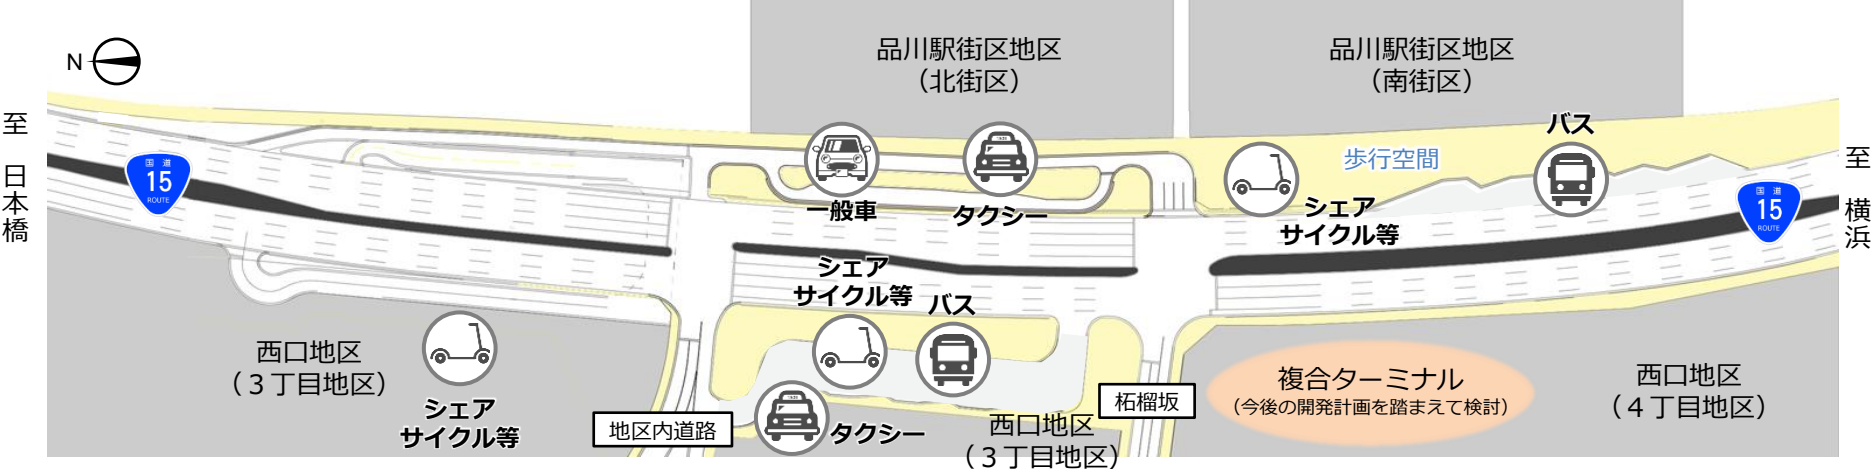 N
至 日本橋
国道
15
ROUTE
品川駅街区地区
（北街区）
品川駅街区地区
（南街区）
一般車
タクシー
シェア
サイクル等
歩行空間
バス
国道
15
ROUTE
至 横浜
シェア
サイクル等
バス
西口地区
（３丁目地区）
シェア
サイクル等
地区内道路
タクシー
西口地区
（３丁目地区）
柘榴坂
複合ターミナル
（今後の開発計画を踏まえて検討）
西口地区
（４丁目地区）